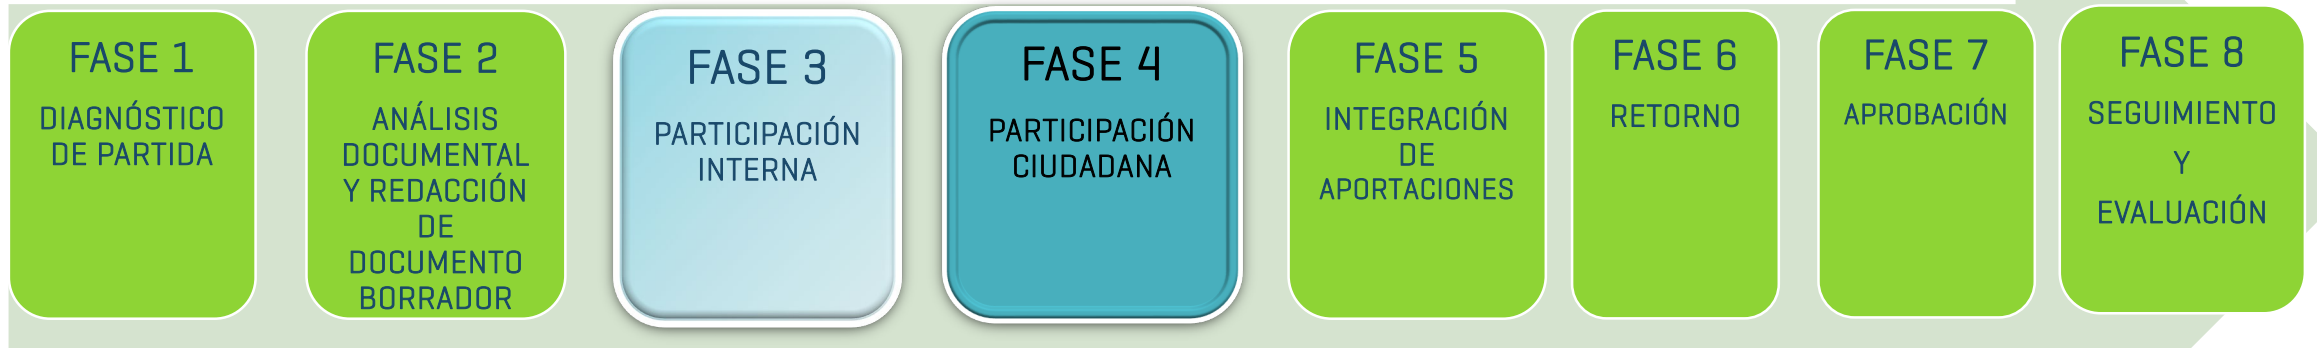 FASE 1
DIAGNÓSTICO
DE PARTIDA
FASE 2
ANÁLISIS
DOCUMENTAL
Y REDACCIÓN
DE
DOCUMENTO
BORRADOR
FASE 3
PARTICIPACIÓN
INTERNA
FASE 4
PARTICIPACIÓN
CIUDADANA
FASE 5
INTEGRACIÓN
DE
APORTACIONES
FASE 6
RETORNO
FASE 7
APROBACIÓN
FASE 8
SEGUIMIENTO
Y
EVALUACIÓN